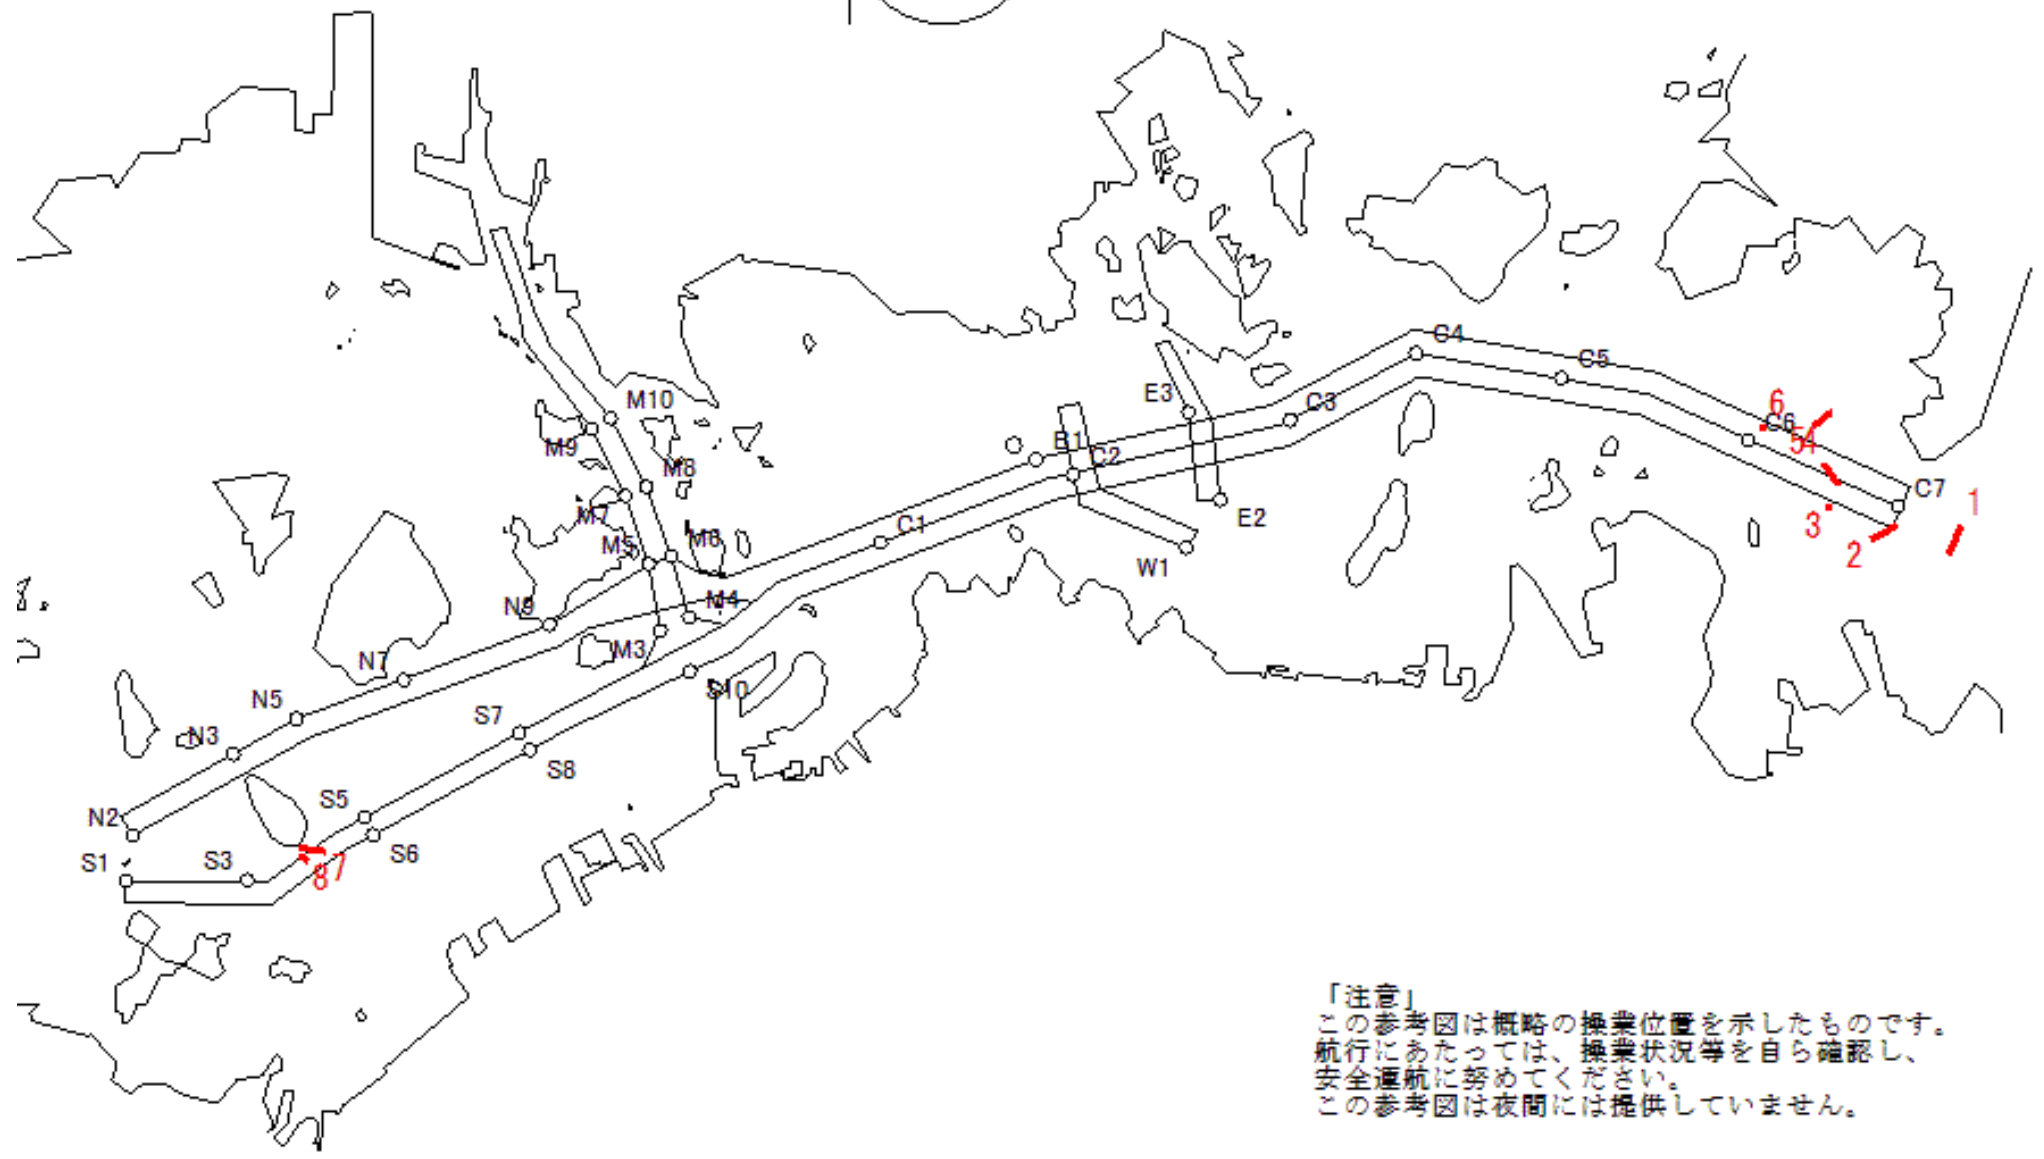 C4
C5
M10
E3
C3
6
C6
M9
B1
54
C2
M8
C7
1
M7
E2
3
C1
M5
M6
2
W1
N9
M4
M3
N7
S10
N5
S7
N3
S8
S5
N2
S6
S1
S3
7
8
「注意」
この参考図は概略の操業位置を示したものです。
航行にあたっては、操業状況等を自ら確認し、
安全運航に努めてください。
この参考図は夜間には提供していません。